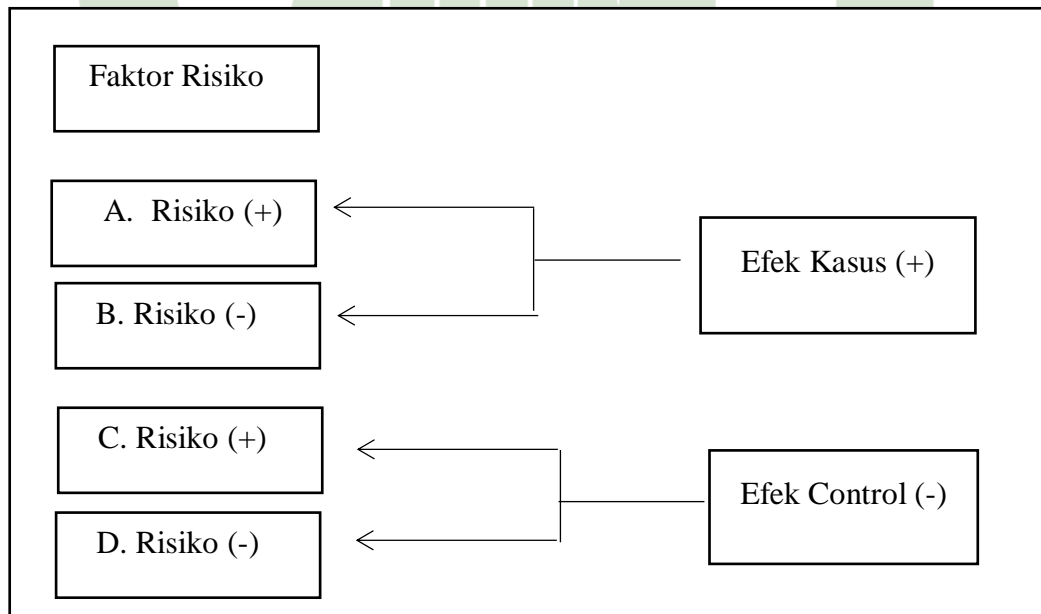 Faktor Risiko
A. Risiko (+)
Efek Kasus (+)
B. Risiko (-)
C. Risiko (+)
Efek Control (-)
D. Risiko (-)